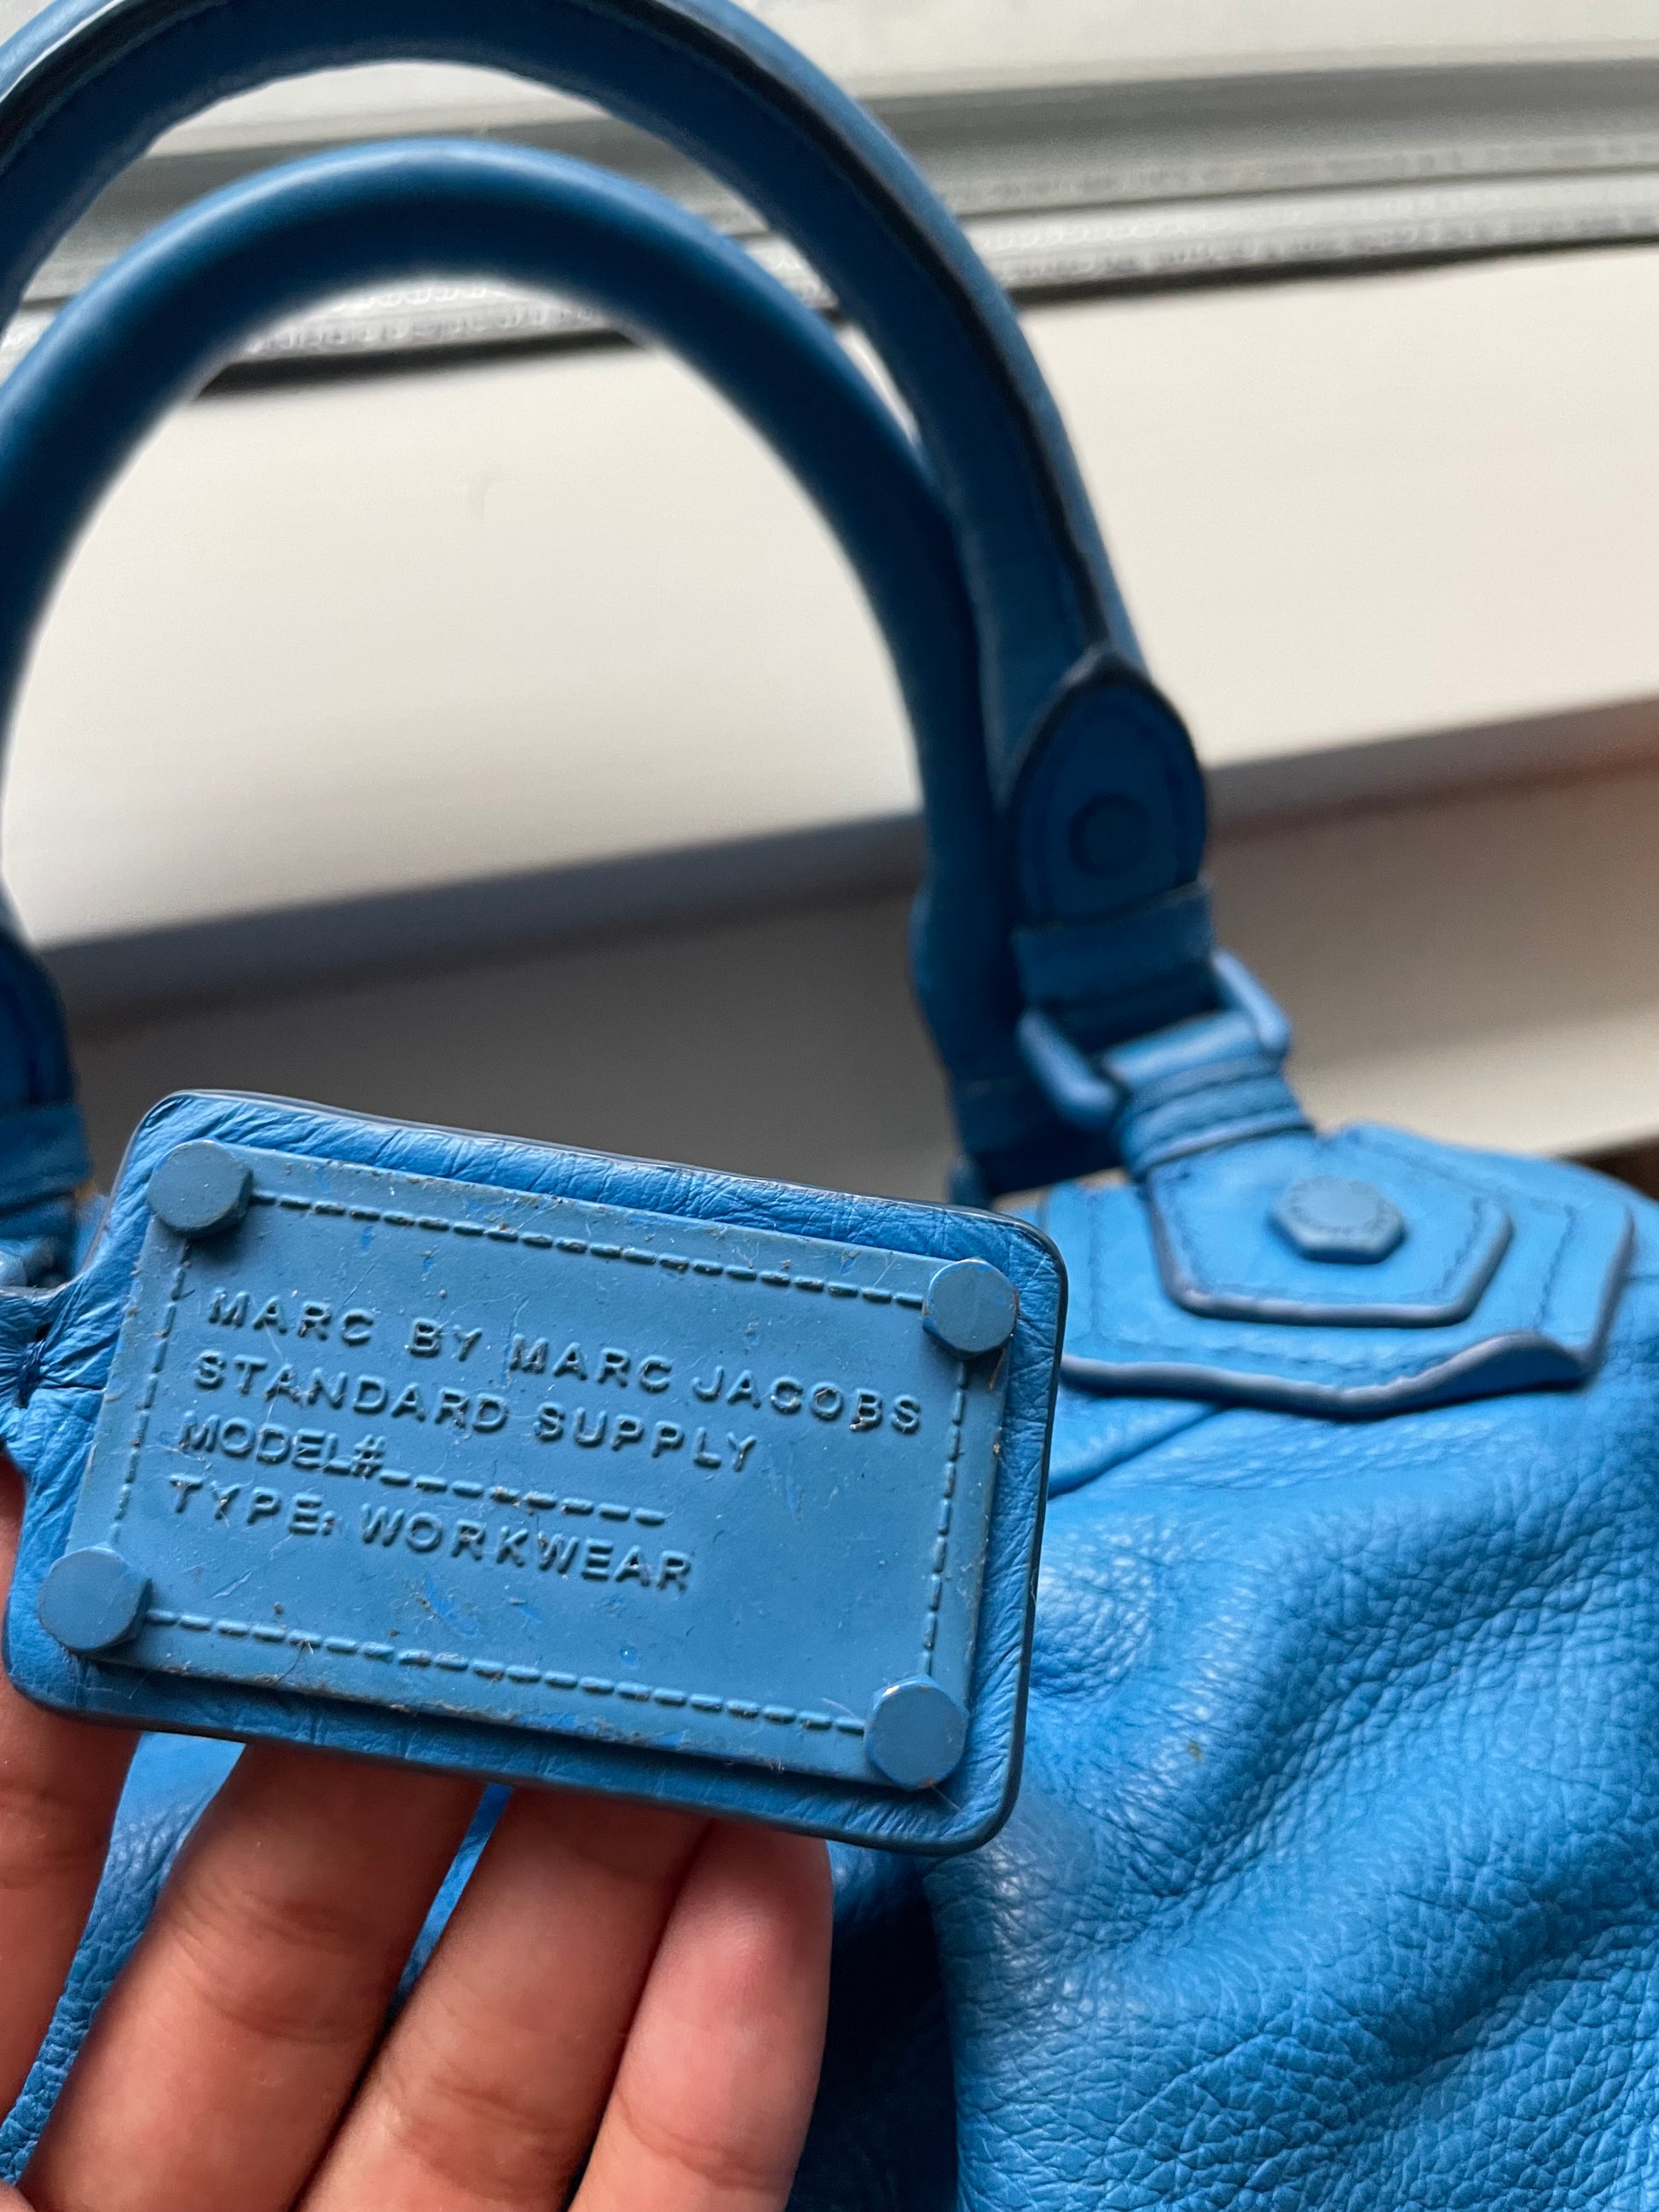 MARC BY MARC JACOBS
STANDARD SUPPLY
MODEL#_________
TYPE: WORKWEAR